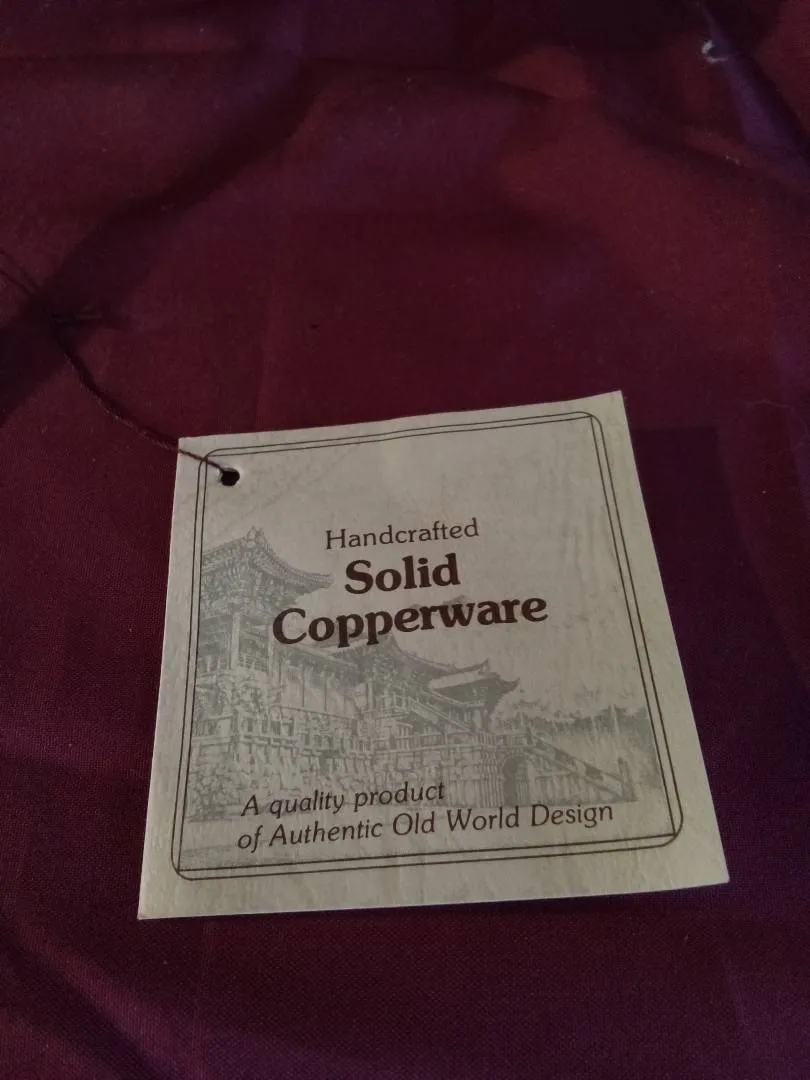 Handcrafted
Solid
Copperware
A quality product
of Authentic Old World Design